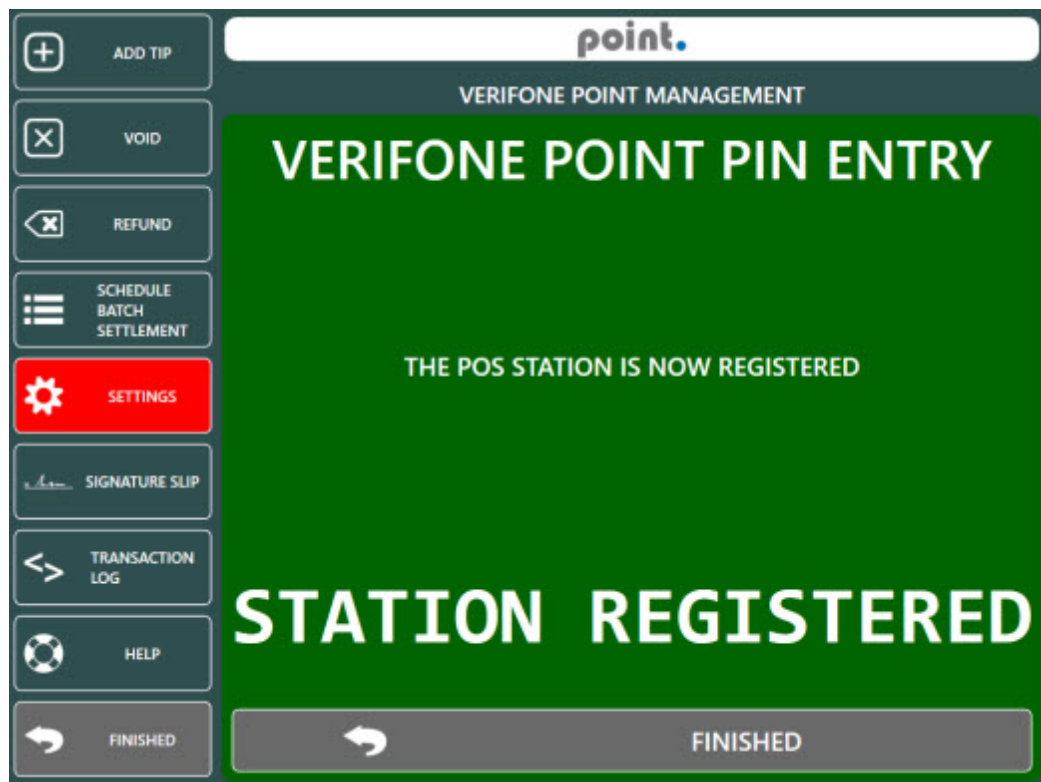 ADD TIP
VOID
REFUND
SCHEDULE
BATCH
SETTLEMENT
SETTINGS
SIGNATURE SLIP
TRANSACTION
LOG
HELP
FINISHED
point.
VERIFONE POINT MANAGEMENT
VERIFONE POINT PIN ENTRY
THE POS STATION IS NOW REGISTERED
STATION REGISTERED
FINISHED